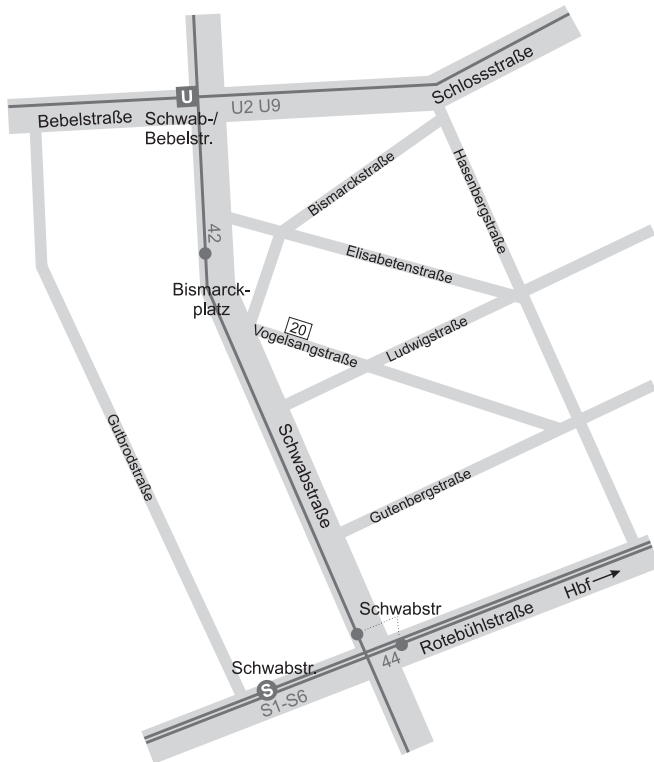 Schlossstraße
U
U2 U9
Bebelstraße
Schwab-/
Bebelstr.
Bismarckstraße
Hasenbergstraße
42
Elisabetenstraße
Bismarck-
platz
20
Vogelsangstraße
Ludwigstraße
Gutbrodstraße
Schwabstraße
Gutenbergstraße
Hbf
Schwabstr
Rotebühlstraße
44
Schwabstr.
S
S1-S6